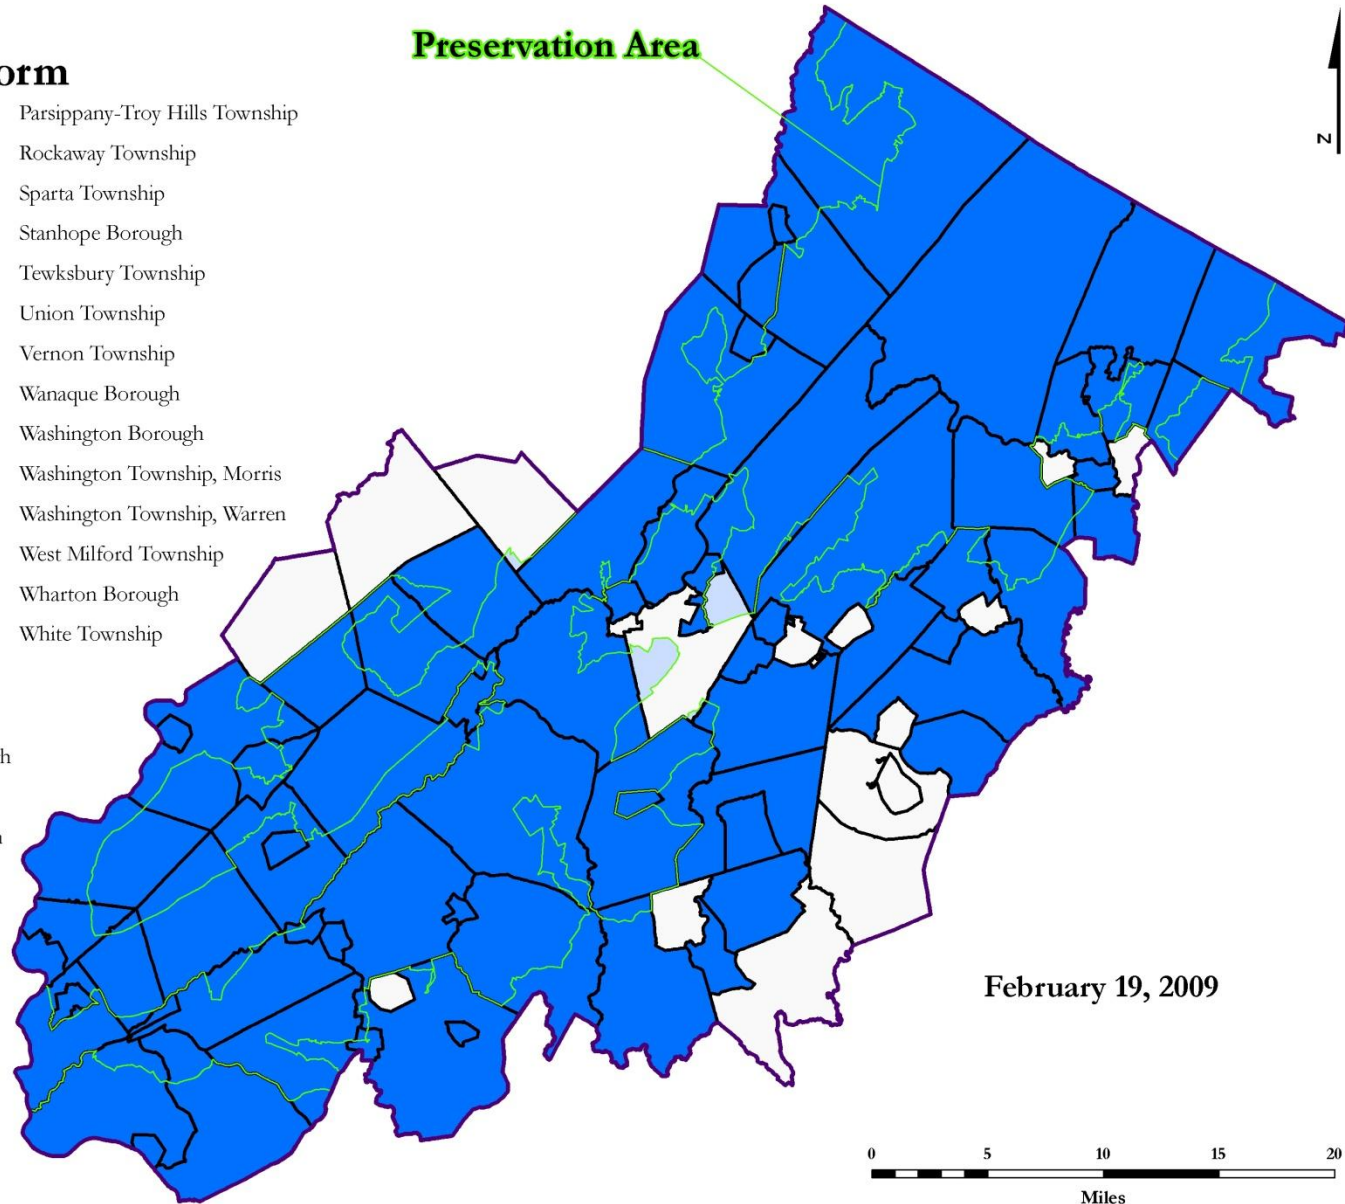 Preservation Area
orm
Parsippany-Troy Hills Township
Rockaway Township
Sparta Township
Stanhope Borough
Tewksbury Township
Union Township
Vernon Township
Wanaque Borough
Washington Borough
Washington Township, Morris
Washington Township, Warren
West Milford Township
Wharton Borough
White Township
h
N
February 19, 2009
0 5 10 15 20
Miles